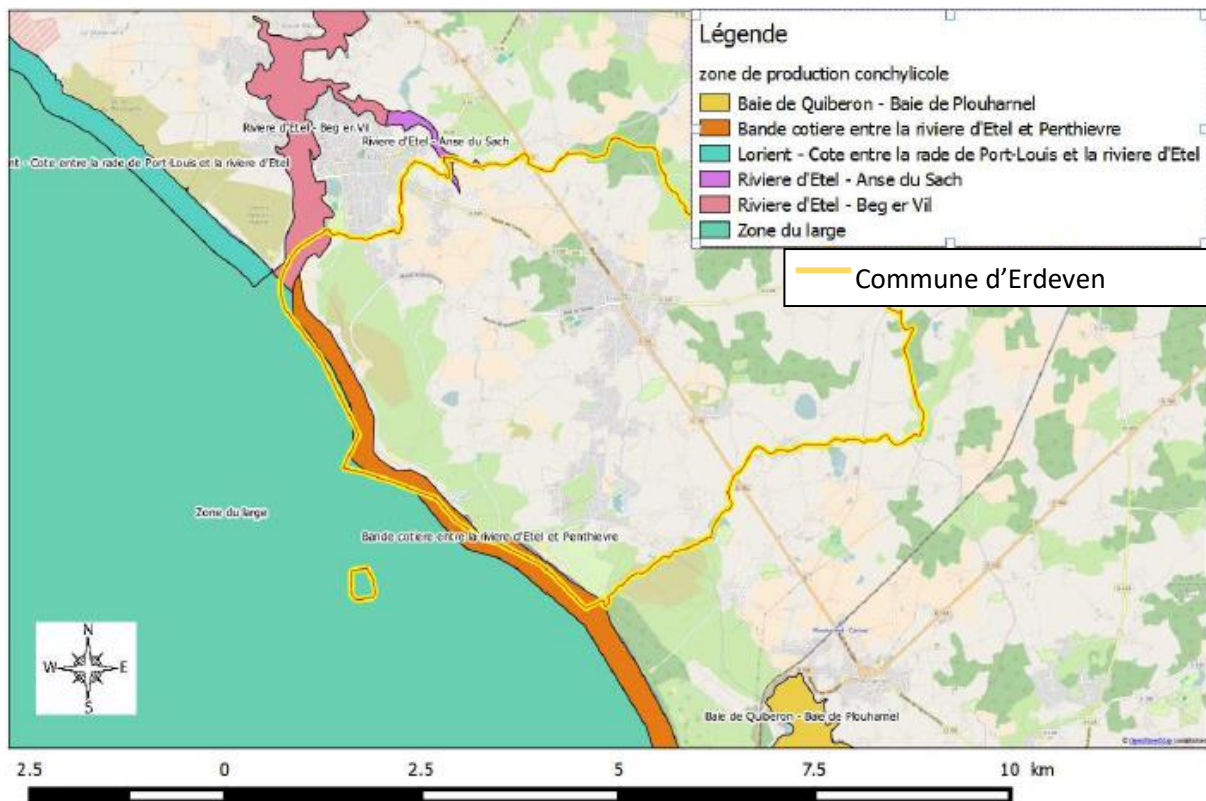 Légende
zone de production conchylicole
Baie de Quiberon - Baie de Plouharnel
Bande cotiere entre la riviere d'Etel et Penthievre
Lorient - Cote entre la rade de Port-Louis et la riviere d'Etel
Riviere d'Etel - Anse du Sach
Riviere d'Etel - Beg er Vil
Zone du large
Commune d'Erdeven
Riviere d'Etel - Beg er Vil
Riviere d'Etel - Anse du Sach
nt - Cote entre la rade de Port-Louis et la riviere d'Etel
Zone du large
Bande cotiere entre la riviere d'Etel et Penthievre
Baie de Quiberon - Baie de Plouharnel
N
W E
S
© OpenStreetMap
2.5 0 2.5 5 7.5 10 km